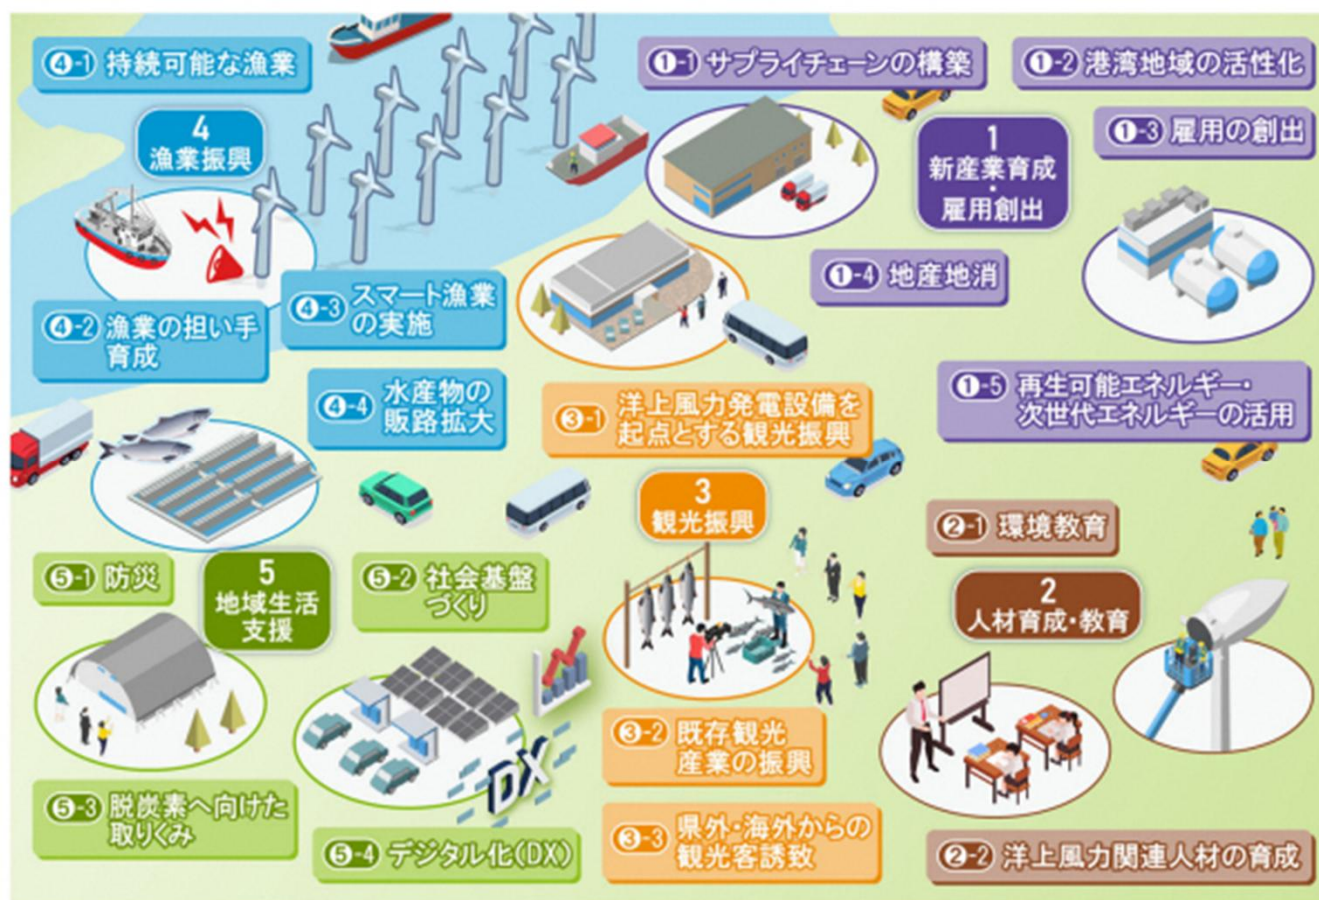 ④-1 持続可能な漁業
4
漁業振興
④-2 漁業の担い手
育成
④-3 スマート漁業
の実施
④-4 水産物の
販路拡大
①-1 サプライチェーンの構築
①-2 港湾地域の活性化
①-3 雇用の創出
1
新産業育成
・
雇用創出
①-4 地産地消
①-5 再生可能エネルギー・
次世代エネルギーの活用
③-1 洋上風力発電設備を
起点とする観光振興
3
観光振興
③-2 既存観光
産業の振興
③-3 県外・海外からの
観光客誘致
②-1 環境教育
2
人材育成・教育
②-2 洋上風力関連人材の育成
⑤-1 防災
5
地域生活
支援
⑤-2 社会基盤
づくり
⑤-3 脱炭素へ向けた
取りくみ
DX
⑤-4 デジタル化(DX)